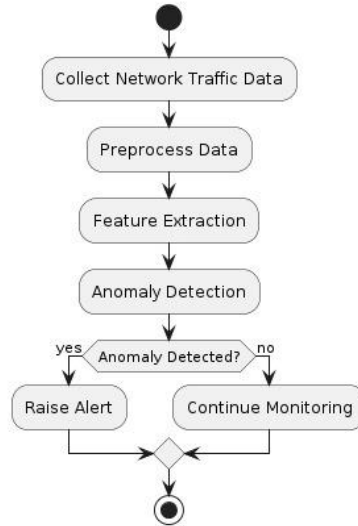 Collect Network Traffic Data
Preprocess Data
Feature Extraction
Anomaly Detection
yes
Anomaly Detected?
no
Raise Alert
Continue Monitoring